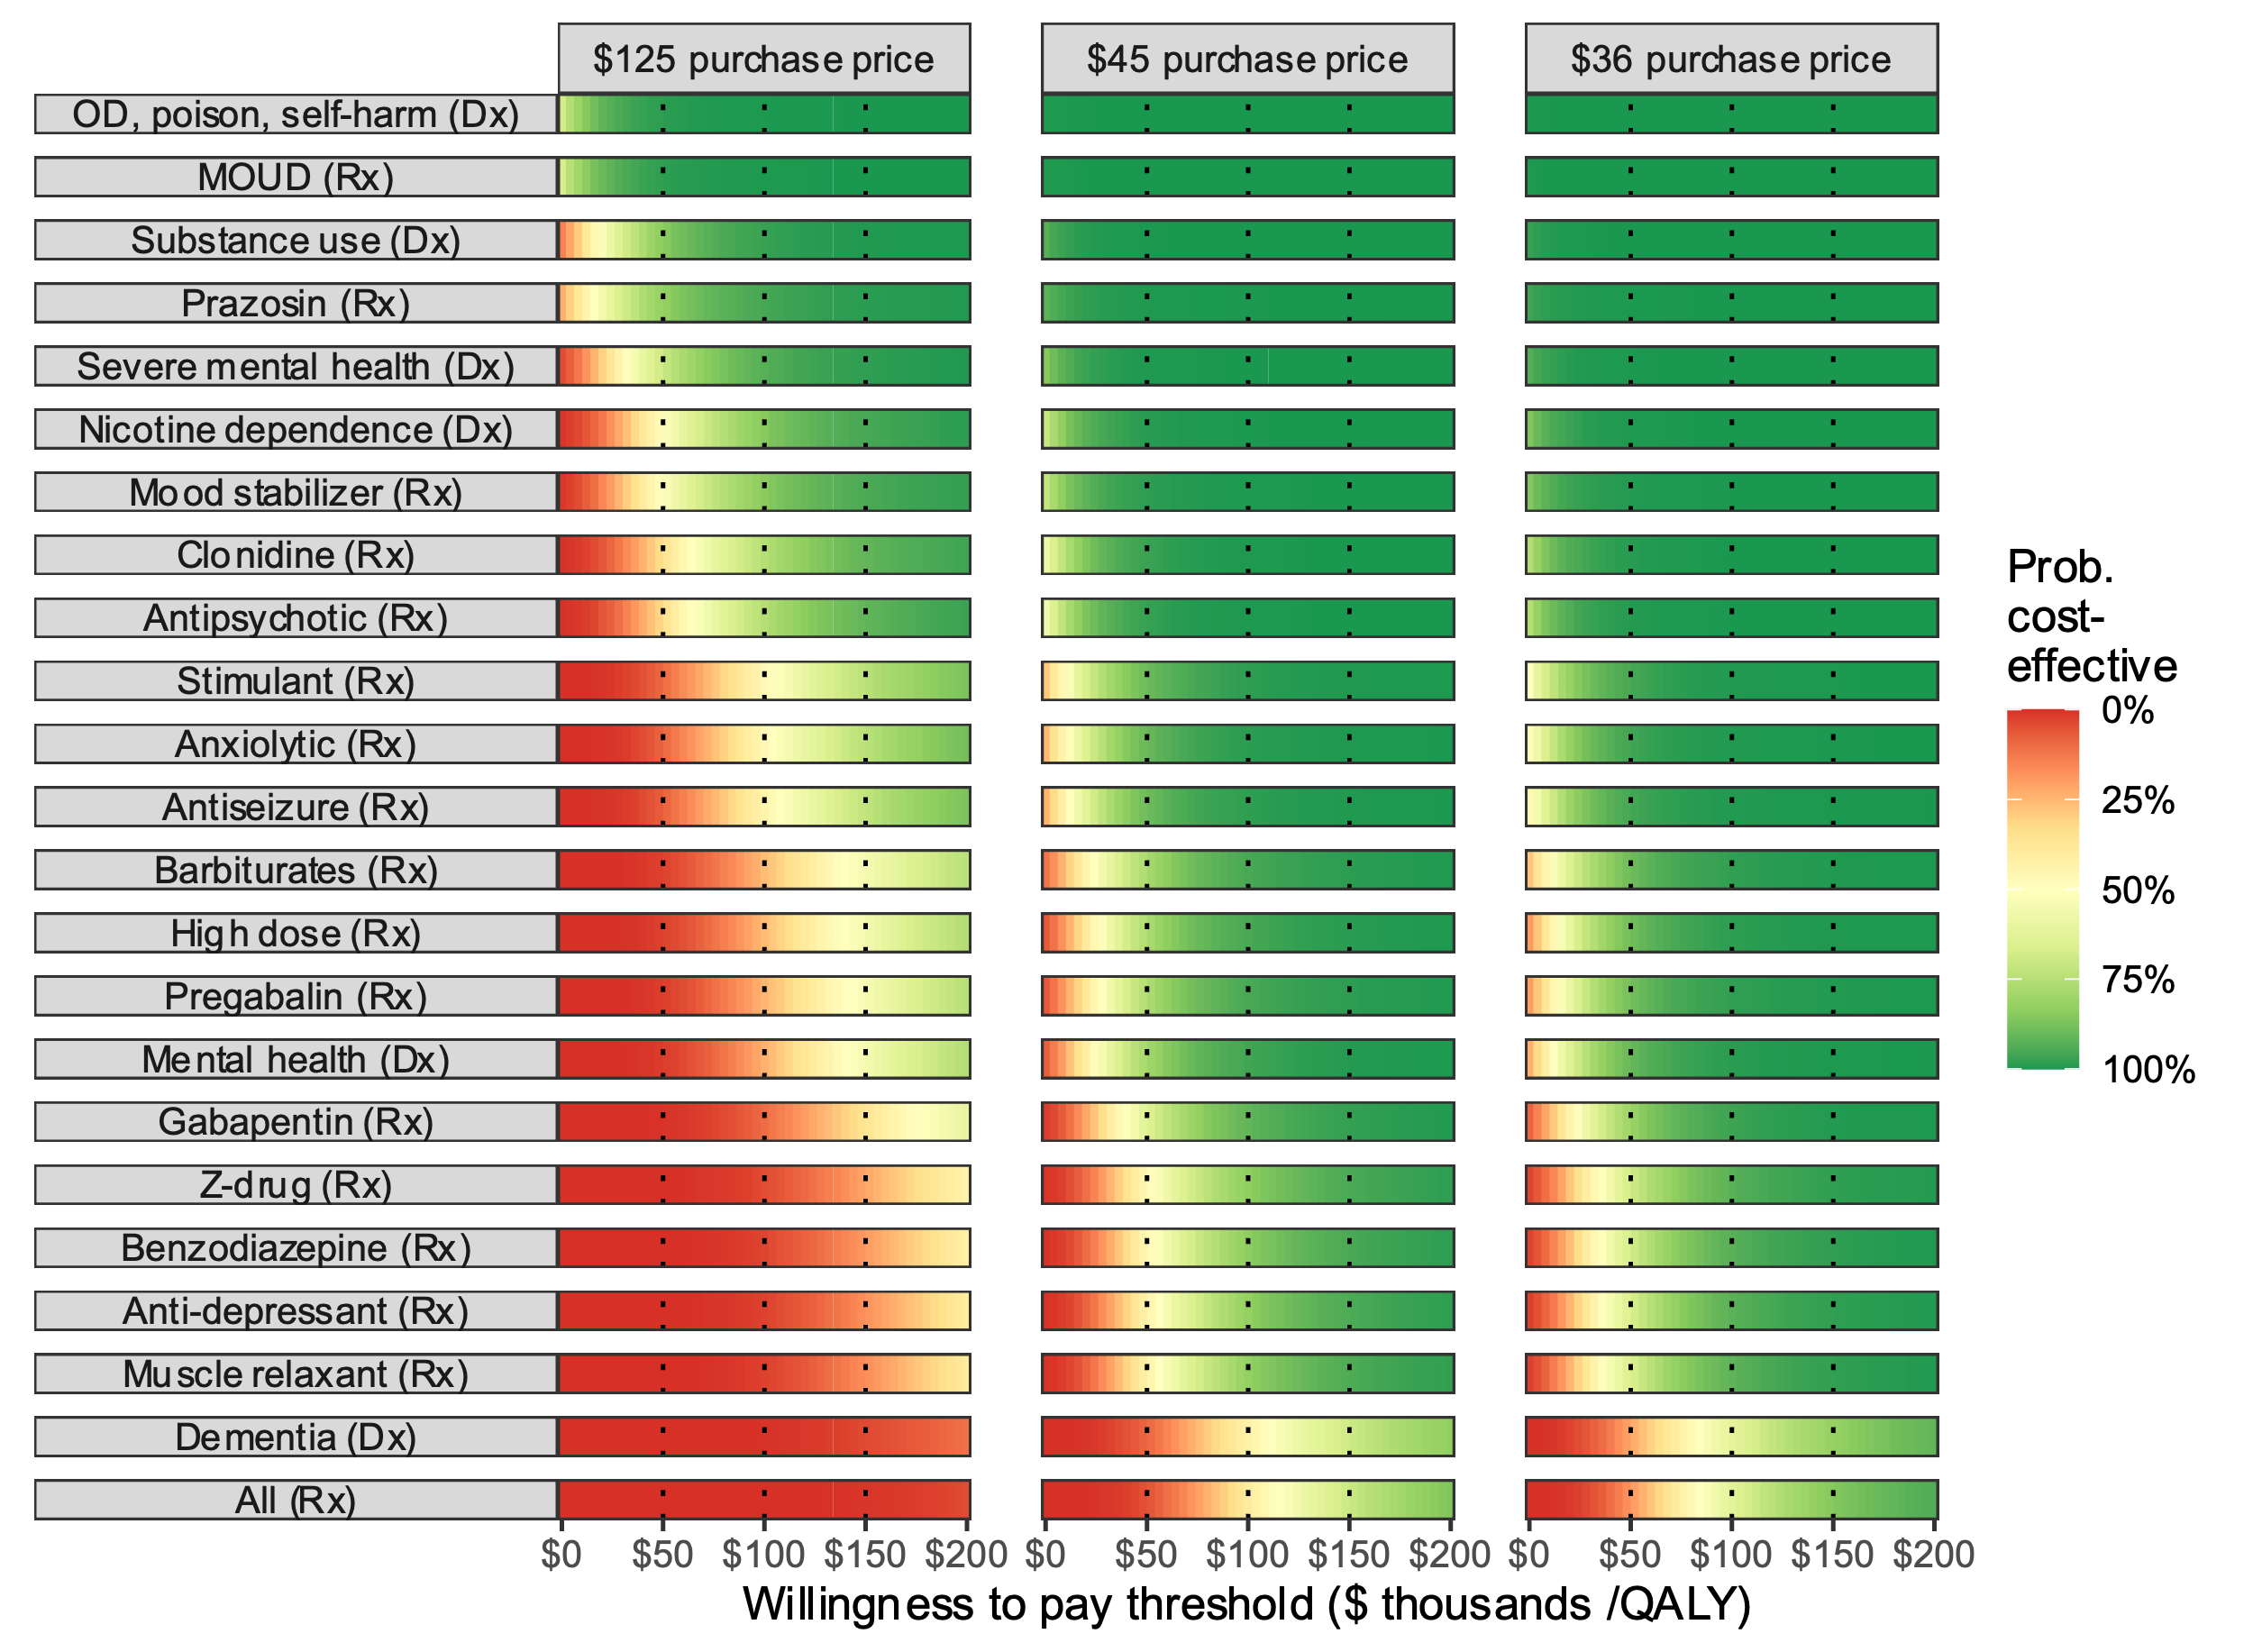 $125 purchase price
$45 purchase price
$36 purchase price
OD, poison, self-harm (Dx)
MOUD (Rx)
Substance use (Dx)
Prazosin (Rx)
Severe mental health (Dx)
Nicotine dependence (Dx)
Mood stabilizer (Rx)
Clonidine (Rx)
Antipsychotic (Rx)
Stimulant (Rx)
Anxiolytic (Rx)
Antiseizure (Rx)
Barbiturates (Rx)
High dose (Rx)
Pregabalin (Rx)
Mental health (Dx)
Gabapentin (Rx)
Z-drug (Rx)
Benzodiazepine (Rx)
Anti-depressant (Rx)
Muscle relaxant (Rx)
Dementia (Dx)
All (Rx)
$0 $50 $100 $150 $200 $0 $50 $100 $150 $200 $0 $50 $100 $150 $200
Willingness to pay threshold ($ thousands /QALY)
Prob.
cost-
effective
0%
25%
50%
75%
100%